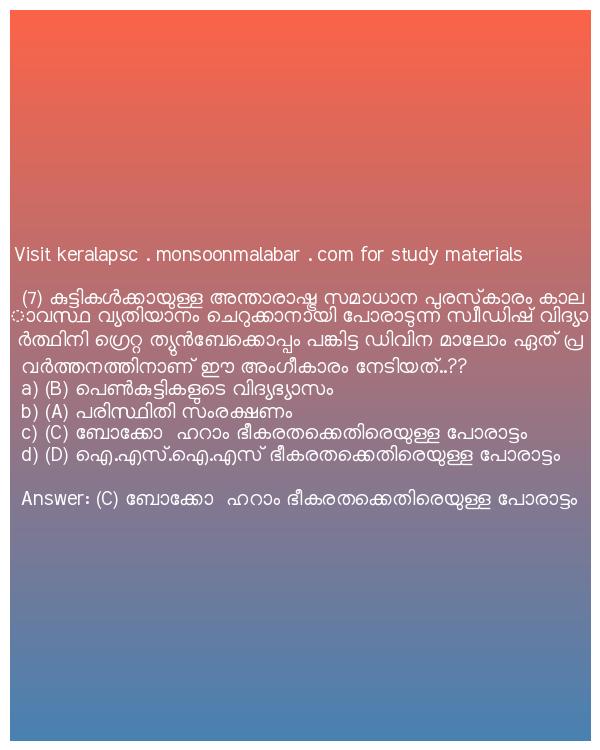 Visit keralapsc . monsoonmalabar . com for study materials
(7) കുട്ടികൾക്കായുള്ള അന്താരാഷ്ട്ര സമാധാന പുരസ്കാരം കാല
ാവസ്ഥ വ്യതിയാനം ചെറുക്കാനായി പോരാടുന്ന സ്വീഡിഷ് വിദ്യാ
ർത്ഥിനി ഗ്രെറ്റ ത്യുൻബേക്കൊപ്പം പങ്കിട്ട ഡിവിന മാലോം ഏത് പ്ര
വർത്തനത്തിനാണ് ഈ അംഗീകാരം നേടിയത്..??
a) (B) പെൺകുട്ടികളുടെ വിദ്യഭ്യാസം
b) (A) പരിസ്ഥിതി സംരക്ഷണം
c) (C) ബോക്കോ ഹറാം ഭീകരതക്കെതിരെയുള്ള പോരാട്ടം
d) (D) ഐ.എസ്.ഐ.എസ് ഭീകരതക്കെതിരെയുള്ള പോരാട്ടം
Answer: (C) ബോക്കോ ഹറാം ഭീകരതക്കെതിരെയുള്ള പോരാട്ടം